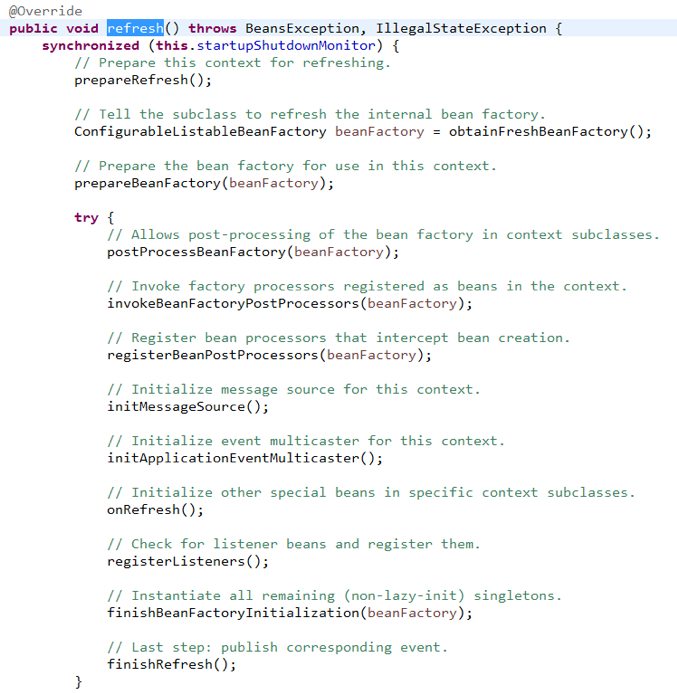 @Override
public void refresh() throws BeansException, IllegalStateException {
synchronized (this.startupShutdownMonitor) {
// Prepare this context for refreshing.
prepareRefresh();
// Tell the subclass to refresh the internal bean factory.
ConfigurableListableBeanFactory beanFactory = obtainFreshBeanFactory();
// Prepare the bean factory for use in this context.
prepareBeanFactory(beanFactory);
try {
// Allows post-processing of the bean factory in context subclasses.
postProcessBeanFactory(beanFactory);
// Invoke factory processors registered as beans in the context.
invokeBeanFactoryPostProcessors(beanFactory);
// Register bean processors that intercept bean creation.
registerBeanPostProcessors(beanFactory);
// Initialize message source for this context.
initMessageSource();
// Initialize event multicaster for this context.
initApplicationEventMulticaster();
// Initialize other special beans in specific context subclasses.
onRefresh();
// Check for listener beans and register them.
registerListeners();
// Instantiate all remaining (non-lazy-init) singletons.
finishBeanFactoryInitialization(beanFactory);
// Last step: publish corresponding event.
finishRefresh();
}